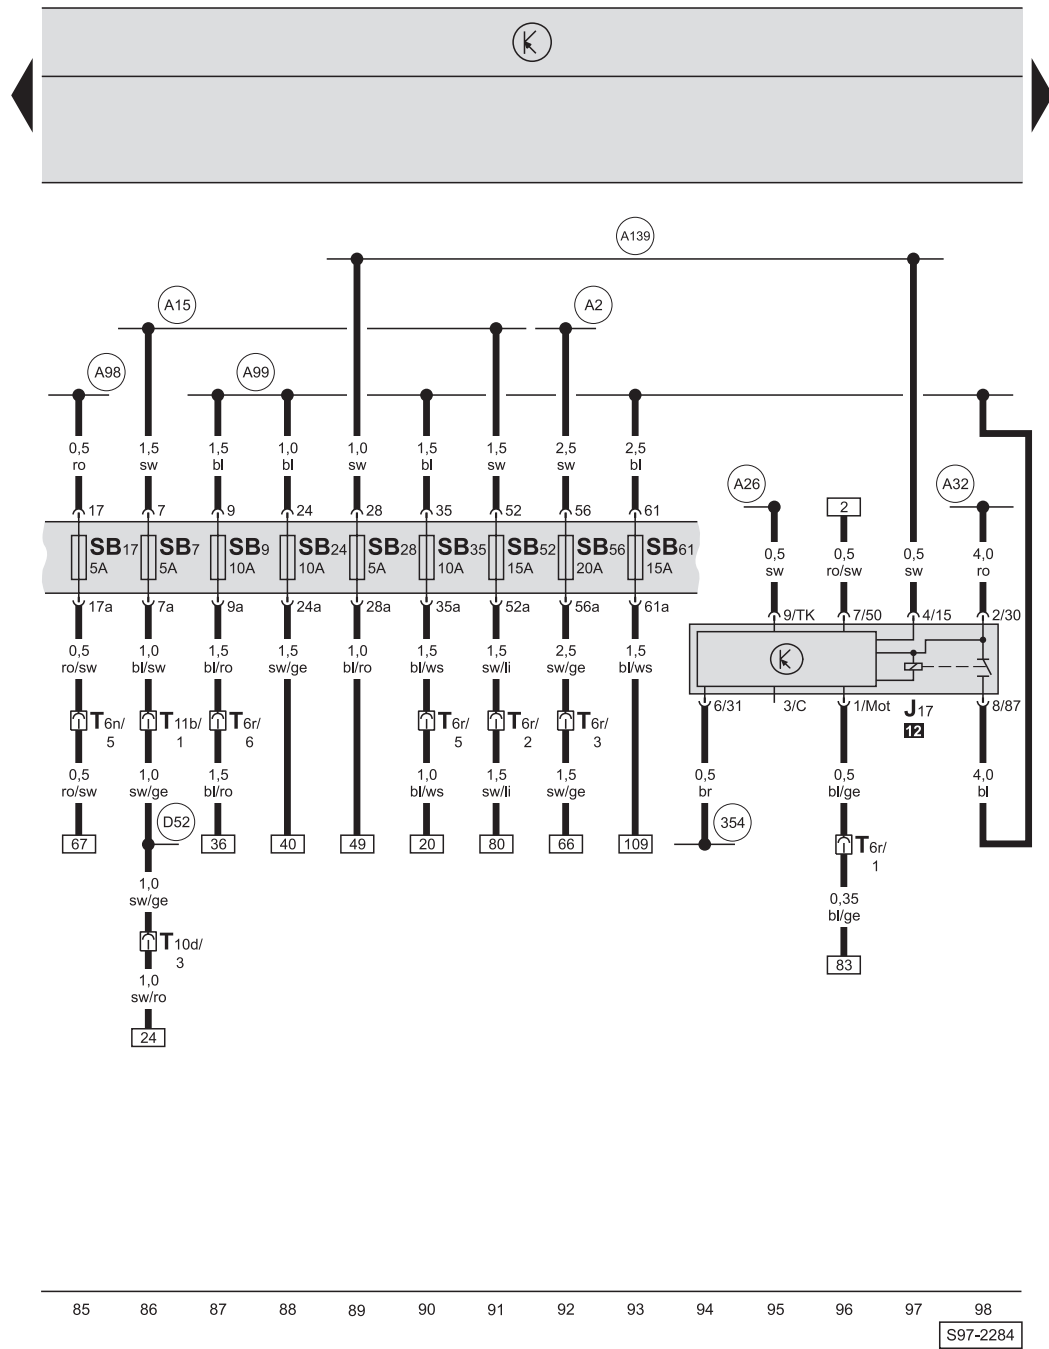 A139
A15
A2
A98
A99
0,5 1,5 1,5 1,0 1,0 1,5 1,5 2,5 2,5
ro sw bl bl sw bl sw sw bl
A26
2
A32
17 7 9 24 28 35 52 56 61
SB17 SB7 SB9 SB24 SB28 SB35 SB52 SB56 SB61
5A 5A 10A 10A 5A 10A 15A 20A 15A
0,5 0,5 0,5 4,0
sw ro/sw sw ro
17a 7a 9a 24a 28a 35a 52a 56a 61a
9/TK 7/50 4/15 2/30
0,5 1,0 1,5 1,5 1,0 1,5 1,5 2,5 1,5
ro/sw bl/sw bl/ro sw/ge bl/ro bl/ws sw/li sw/ge bl/ws
6/31 3/C 1/Mot J17 8/87
12
T6n/ T11b/ T6r/ T6r/ T6r/ T6r/
5 1 6 5 2 3
0,5 1,0 1,5 1,0 1,5 1,5
ro/sw sw/ge bl/ro bl/ws sw/li sw/ge
0,5 0,5 4,0
br bl/ge bl
D52
354
67 36 40 49 20 80 66 109
T6r/
1
1,0
sw/ge
0,35
bl/ge
T10d/
3
83
1,0
sw/ro
24
85 86 87 88 89 90 91 92 93 94 95 96 97 98
S97-2284